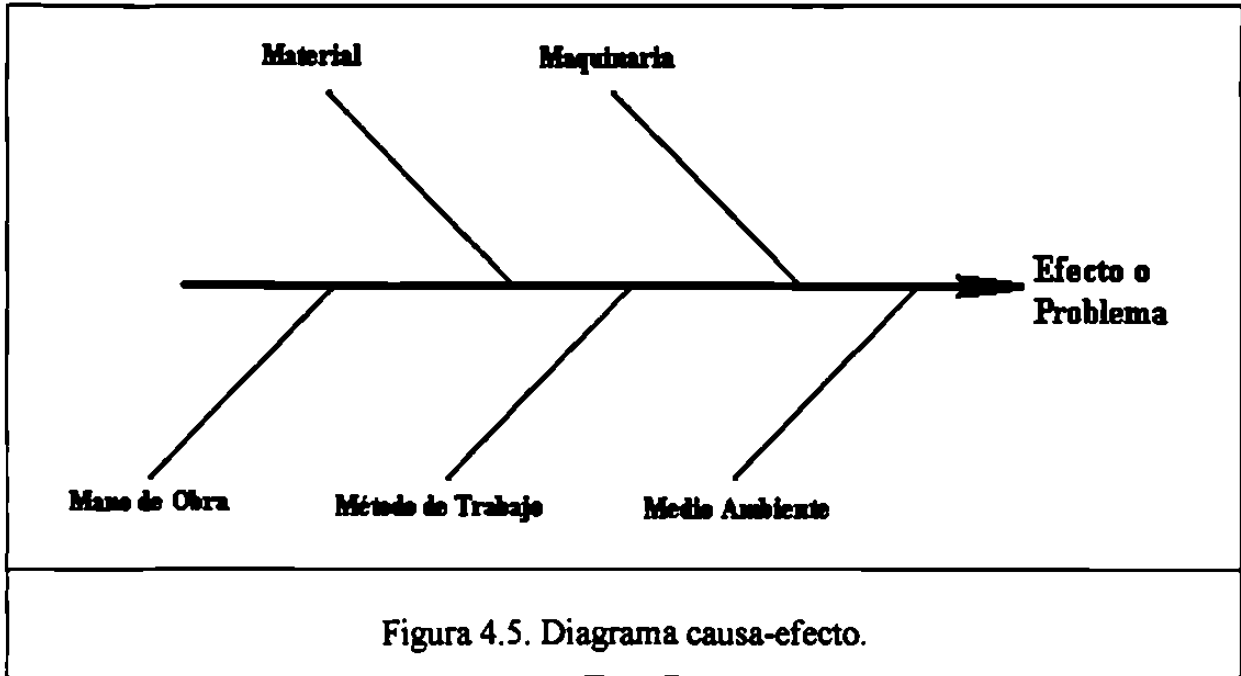 Material
Maquinaria
Efecto o
Problema
Mano de Obra
Método de Trabajo
Medio Ambiente
Figura 4.5. Diagrama causa-efecto.